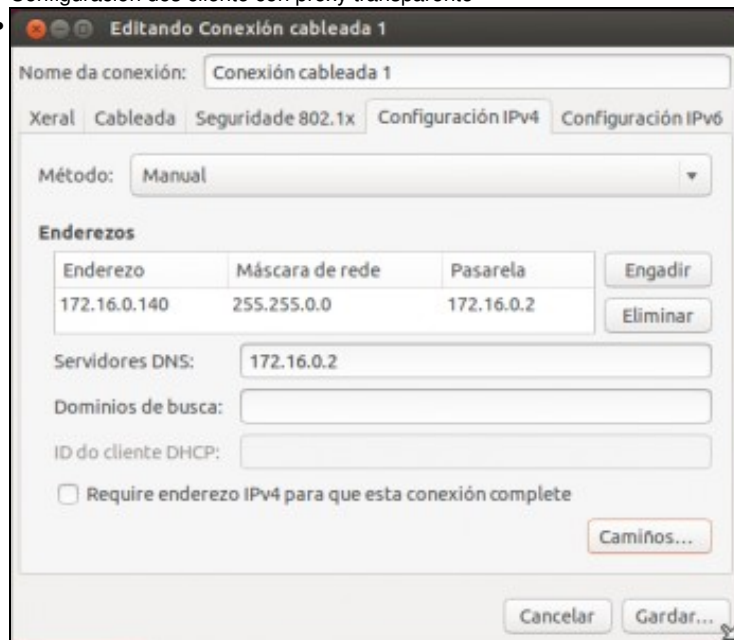 Configuración dos cliente con proxy transparente
Editando Conexión cableada 1
Nome da conexión: Conexión cableada 1
Xeral Cableada Seguridade 802.1x Configuración IPv4 Configuración IPv6
Método: Manual
Enderezos
Enderezo Máscara de rede Pasarela Engadir
172.16.0.140 255.255.0.0 172.16.0.2 Eliminar
Servidores DNS: 172.16.0.2
Dominios de busca:
ID do cliente DHCP:
Require enderezo IPv4 para que esta conexión complete
Camiños...
Cancelar Gardar...